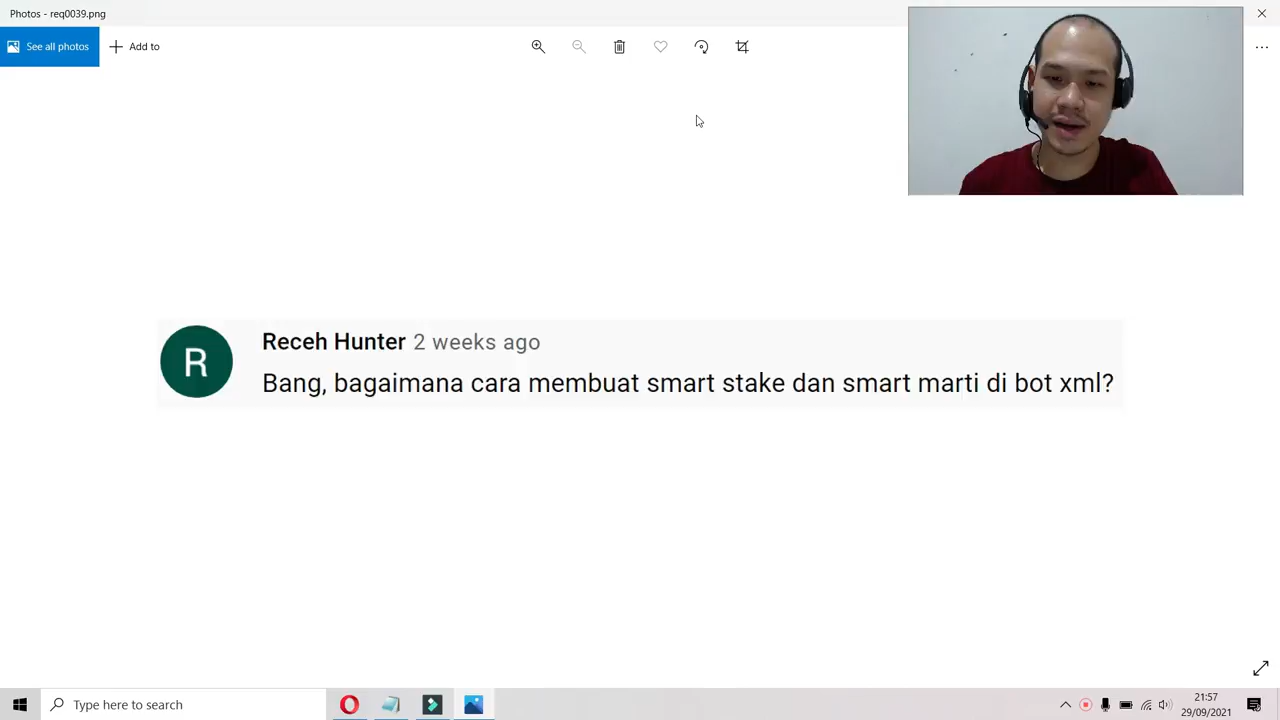 Photos - req0039.png
See all photos
Add to
R
Receh Hunter 2 weeks ago
Bang, bagaimana cara membuat smart stake dan smart marti di bot xml?
Type here to search
21:57
29/09/2021